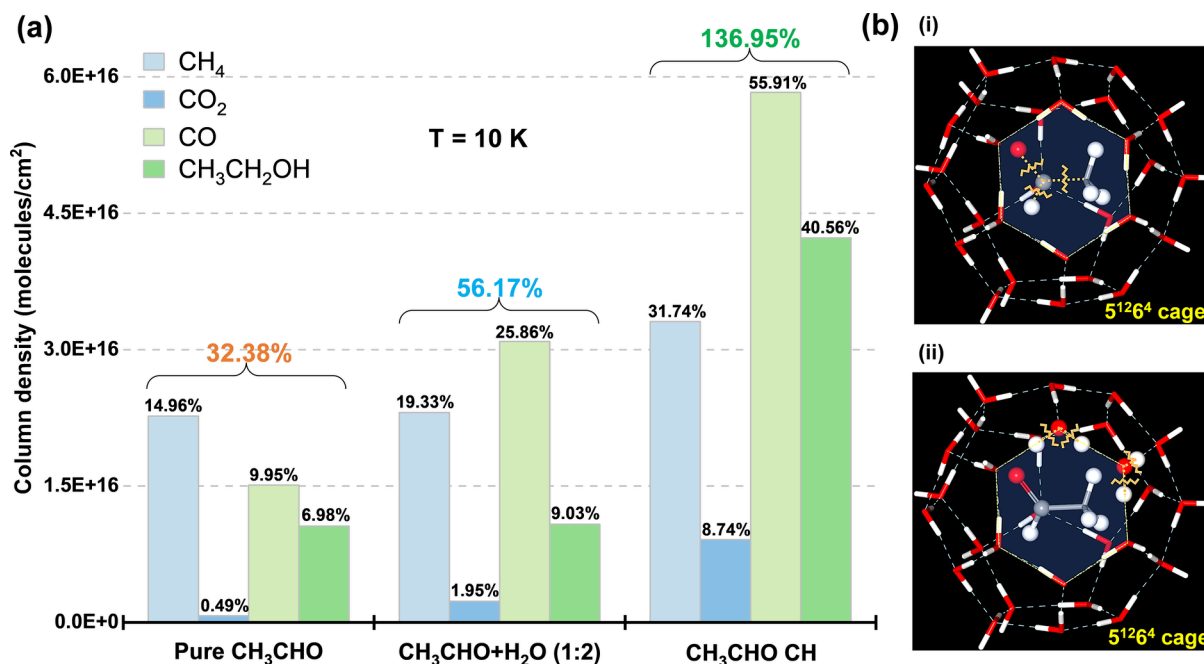 (a)
CH₄
CO₂
CO
CH₃CH₂OH
T = 10 K
Column density (molecules/cm²)
6.0E+16
4.5E+16
3.0E+16
1.5E+16
0.0E+0
32.38%
14.96%
0.49%
9.95%
6.98%
56.17%
19.33%
1.95%
25.86%
9.03%
136.95%
31.74%
8.74%
55.91%
40.56%
Pure CH₃CHO
CH₃CHO+H₂O (1:2)
CH₃CHO CH
(b)
(i)
5¹²6⁴ cage
(ii)
5¹²6⁴ cage